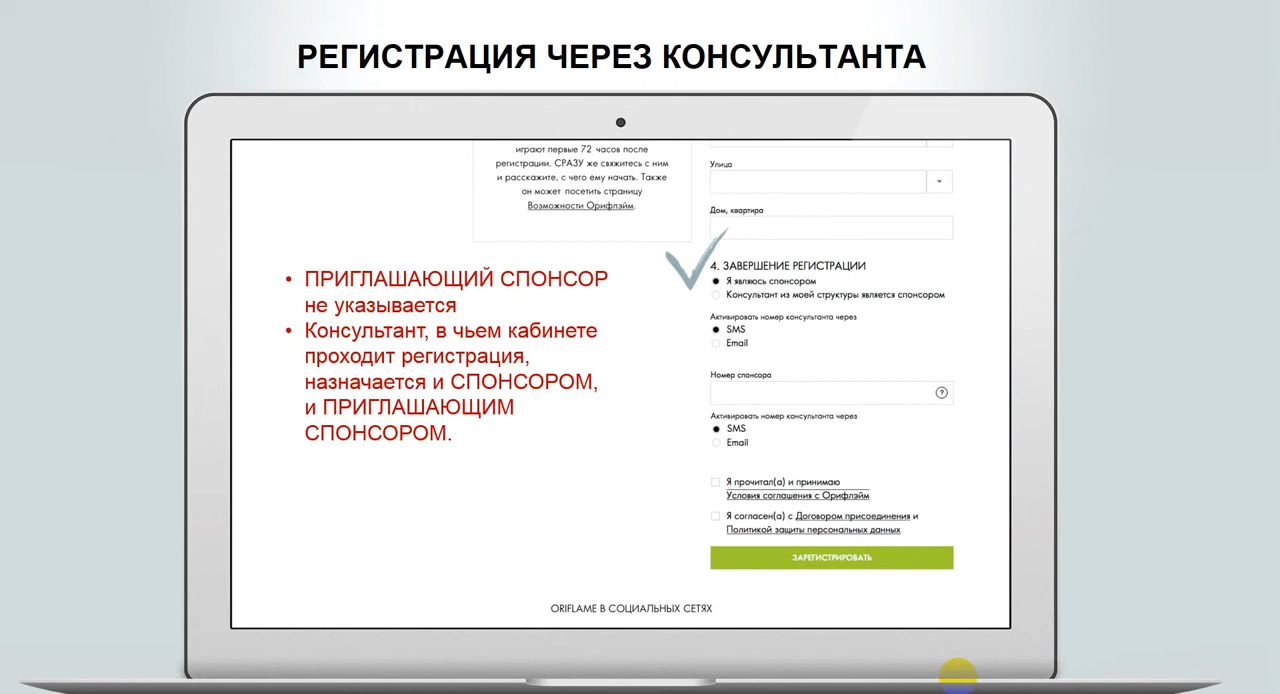 РЕГИСТРАЦИЯ ЧЕРЕЗ КОНСУЛЬТАНТА
играют первые 72 часов после
регистрации. СРАЗУ же свяжитесь с ним
и расскажите, с чего ему начать. Также
он может посетить страницу
Возможности Орифлэйм.
• ПРИГЛАШАЮЩИЙ СПОНСОР
не указывается
• Консультант, в чьем кабинете
проходит регистрация,
назначается и СПОНСОРОМ,
и ПРИГЛАШАЮЩИМ
СПОНСОРОМ.
Улица
Дом, квартира
4. ЗАВЕРШЕНИЕ РЕГИСТРАЦИИ
Я являюсь спонсором
Консультант из моей структуры является спонсором
Активировать номер консультанта через
SMS
Email
Номер спонсора
?
Активировать номер консультанта через
SMS
Email
Я прочитал(а) и принимаю
Условия соглашения с Орифлэйм
Я согласен(а) с Договором присоединения и
Политикой защиты персональных данных
ЗАРЕГИСТРИРОВАТЬ
ORIFLAME В СОЦИАЛЬНЫХ СЕТЯХ